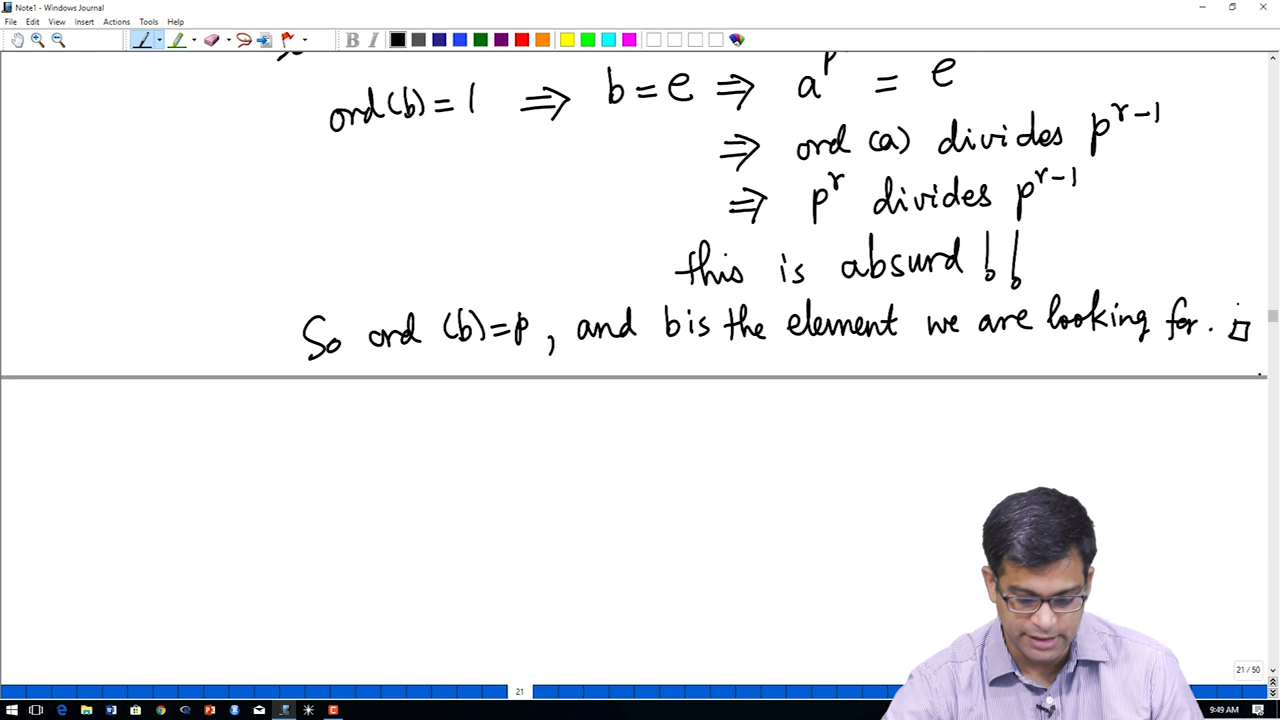 Note1 - Windows Journal
File Edit View Insert Actions Tools Help
ord(b) = 1 ⇒ b = e ⇒ a^p = e
⇒ ord (a) divides p^{r-1}
⇒ p^r divides p^{r-1}
this is absurd !!
So ord (b)=p, and b is the element we are looking for. □
21 / 50
21
9:49 AM